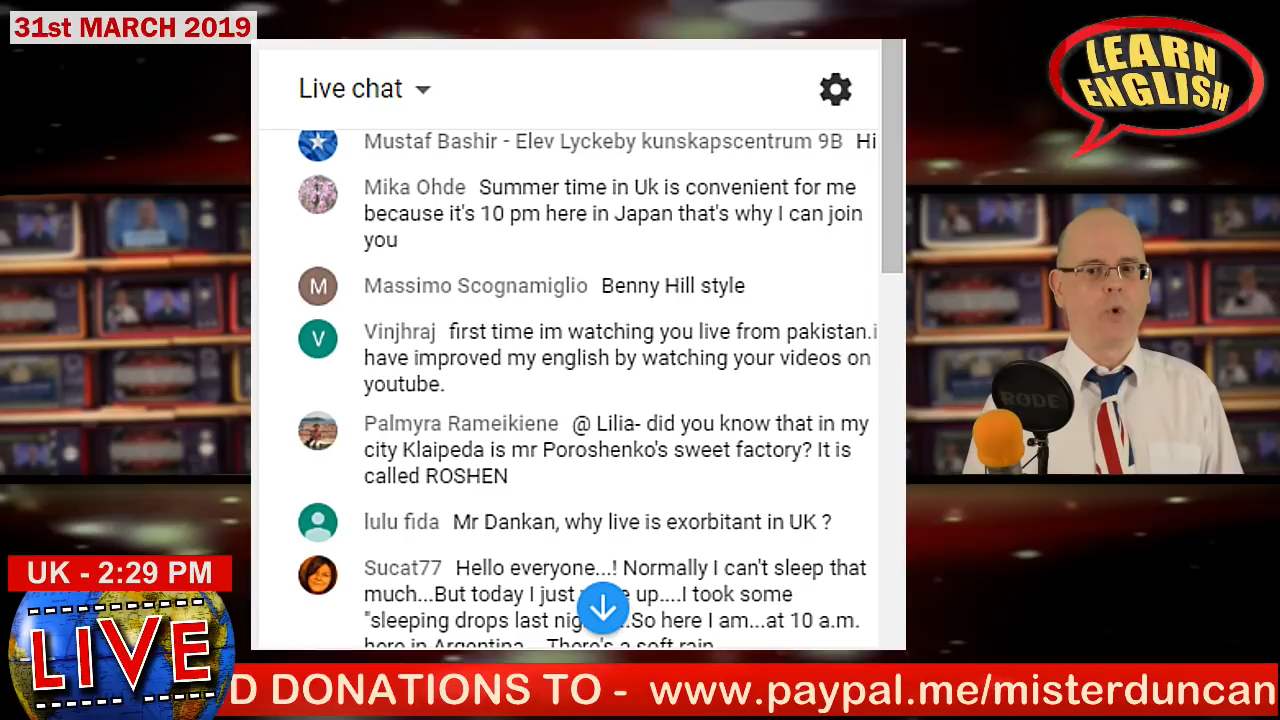 31st MARCH 2019
LEARN
ENGLISH
Live chat
Mustaf Bashir - Elev Lyckeby kunskapscentrum 9B Hi
Mika Ohde Summer time in Uk is convenient for me
because it's 10 pm here in Japan that's why I can join
you
M
Massimo Scognamiglio Benny Hill style
V
Vinjhraj first time im watching you live from pakistan.i
have improved my english by watching your videos on
youtube.
Palmyra Rameikiene @ Lilia- did you know that in my
city Klaipeda is mr Poroshenko's sweet factory? It is
called ROSHEN
lulu fida Mr Dankan, why live is exorbitant in UK ?
Sucat77 Hello everyone...! Normally I can't sleep that
much...But today I just up....I took some
"sleeping drops last So here I am...at 10 a.m.
here in Argentina There's a soft rain
RODE
UK - 2:29 PM
LIVE
D DONATIONS TO - www.paypal.me/misterduncan